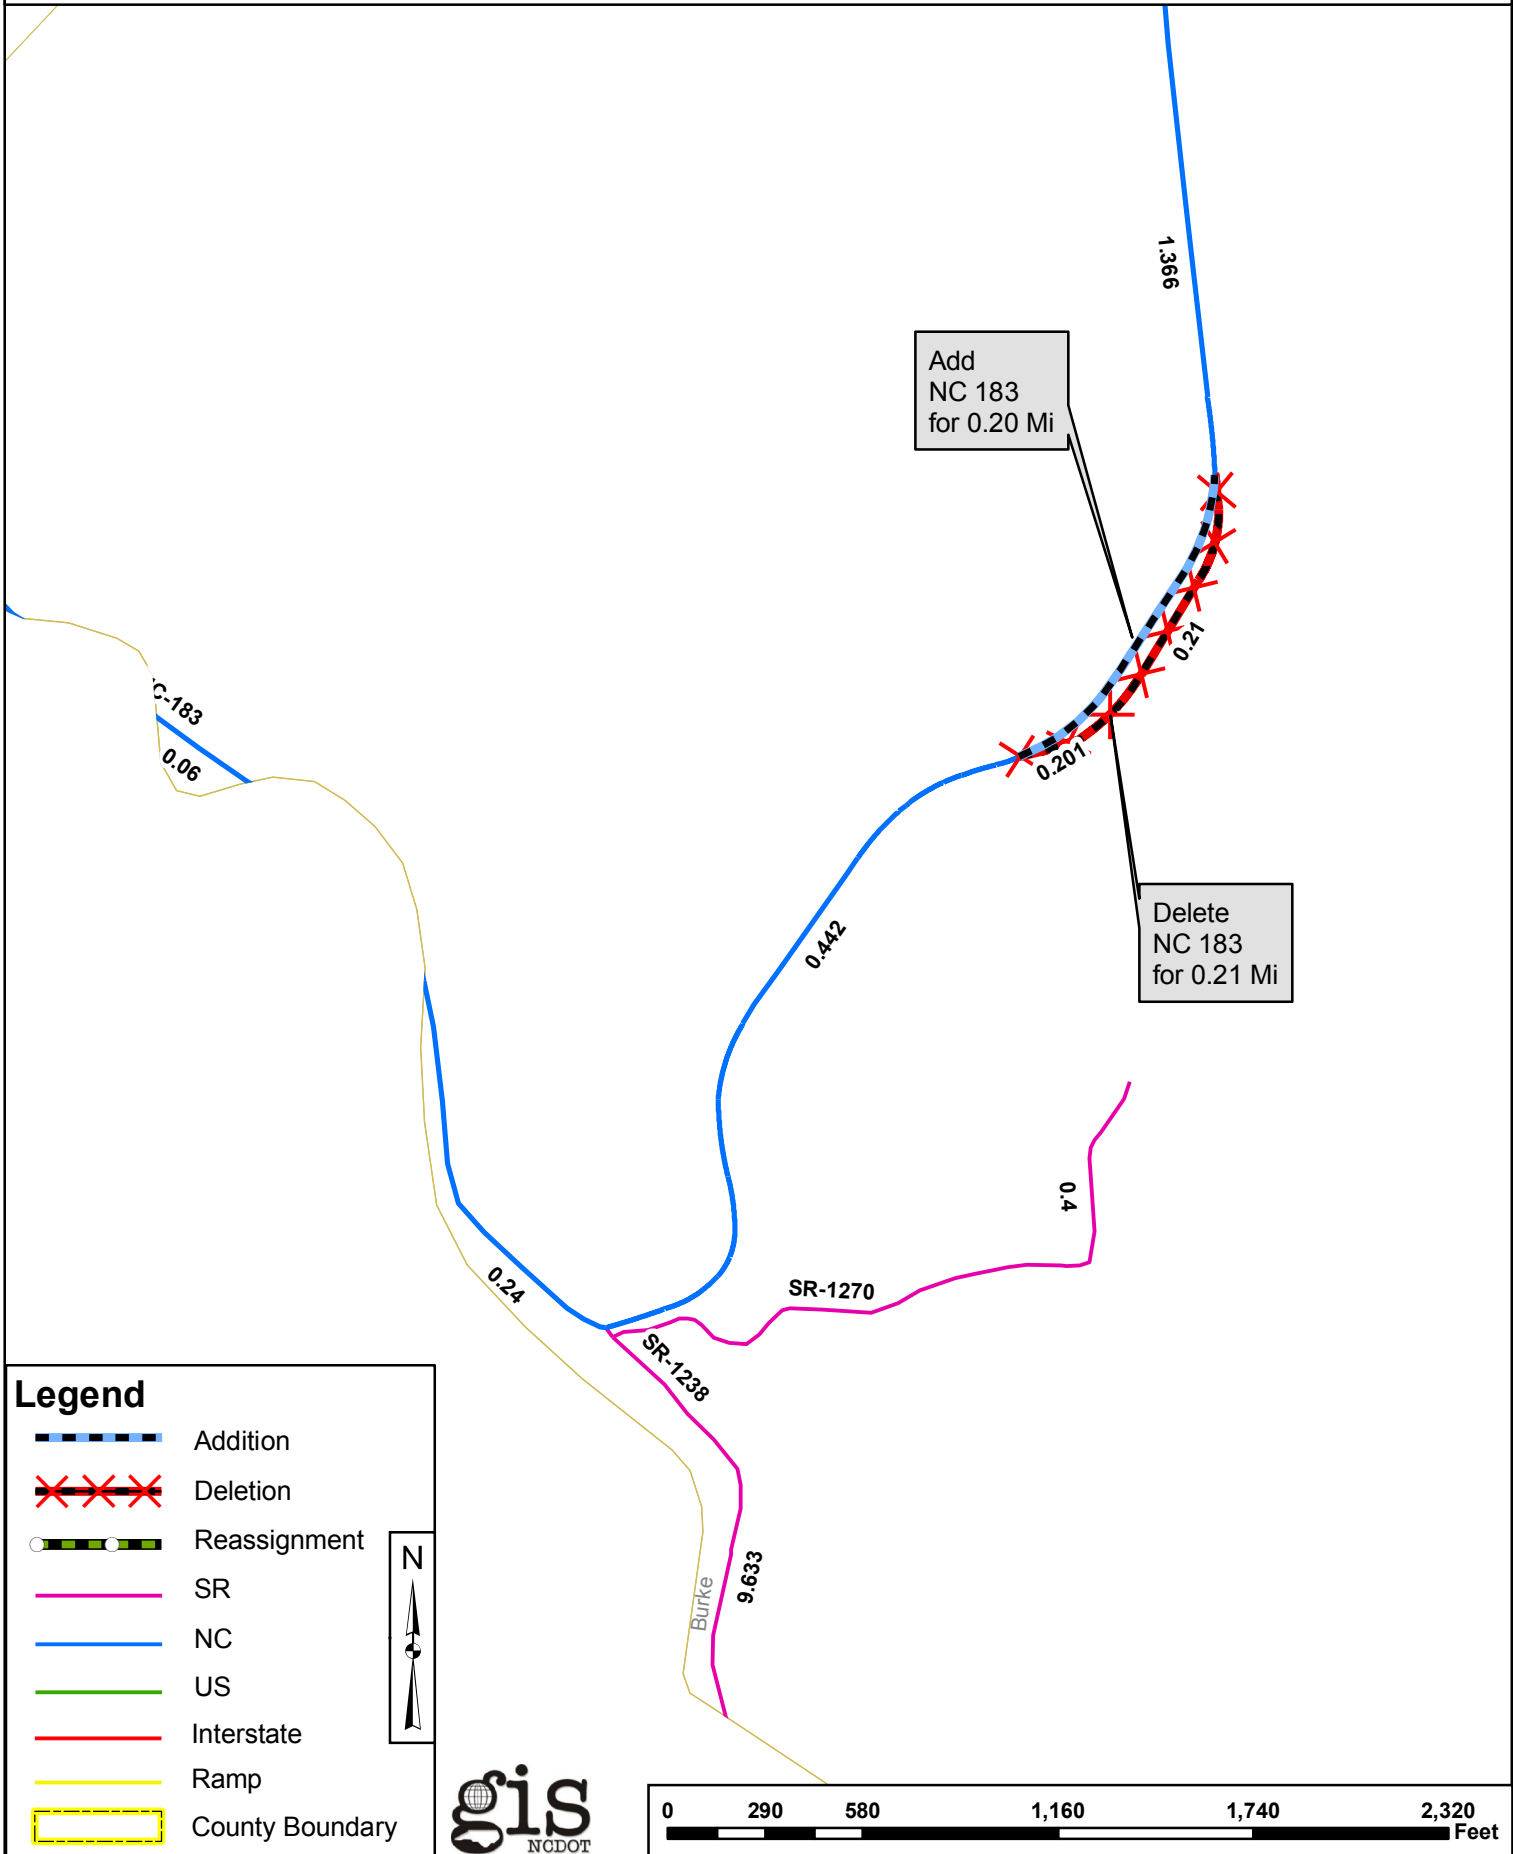 1.366
Add
NC 183
for 0.20 Mi
0.21
0.201
C-183
0.06
0.442
Delete
NC 183
for 0.21 Mi
0.4
SR-1270
0.24
SR-1238
9.633
Burke
Legend
Addition
Deletion
Reassignment
SR
NC
US
Interstate
Ramp
County Boundary
N
gis
NCDOT
0 290 580 1,160 1,740 2,320
Feet